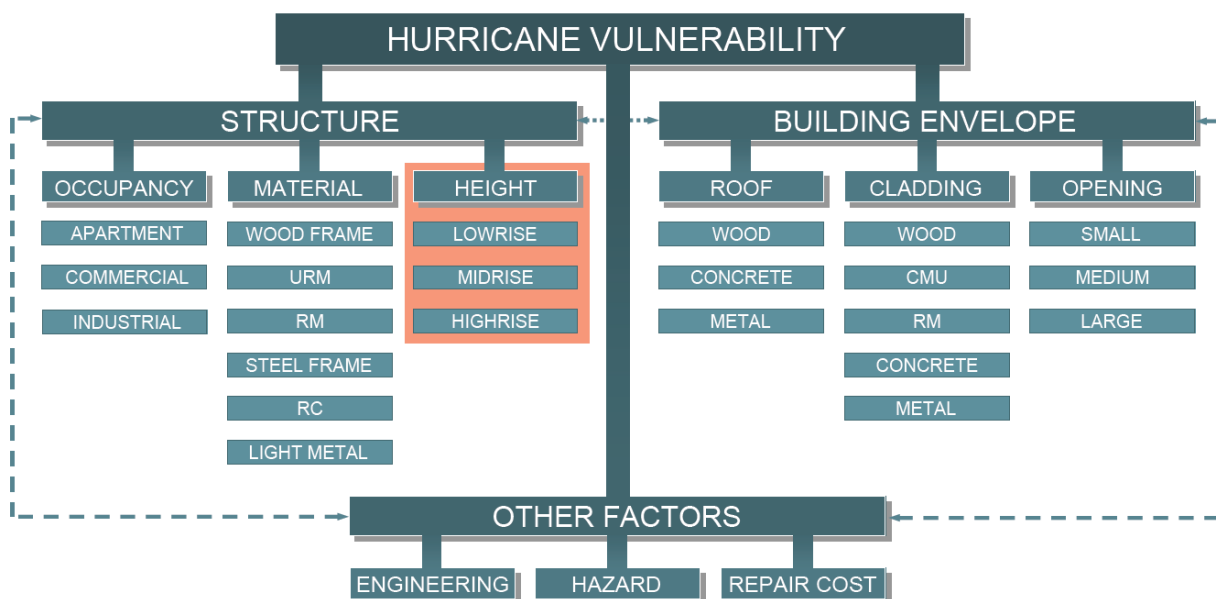 HURRICANE VULNERABILITY
STRUCTURE
BUILDING ENVELOPE
OCCUPANCY
MATERIAL
HEIGHT
ROOF
CLADDING
OPENING
APARTMENT
WOOD FRAME
LOWRISE
WOOD
WOOD
SMALL
COMMERCIAL
URM
MIDRISE
CONCRETE
CMU
MEDIUM
INDUSTRIAL
RM
HIGHRISE
METAL
RM
LARGE
STEEL FRAME
CONCRETE
RC
METAL
LIGHT METAL
OTHER FACTORS
ENGINEERING
HAZARD
REPAIR COST